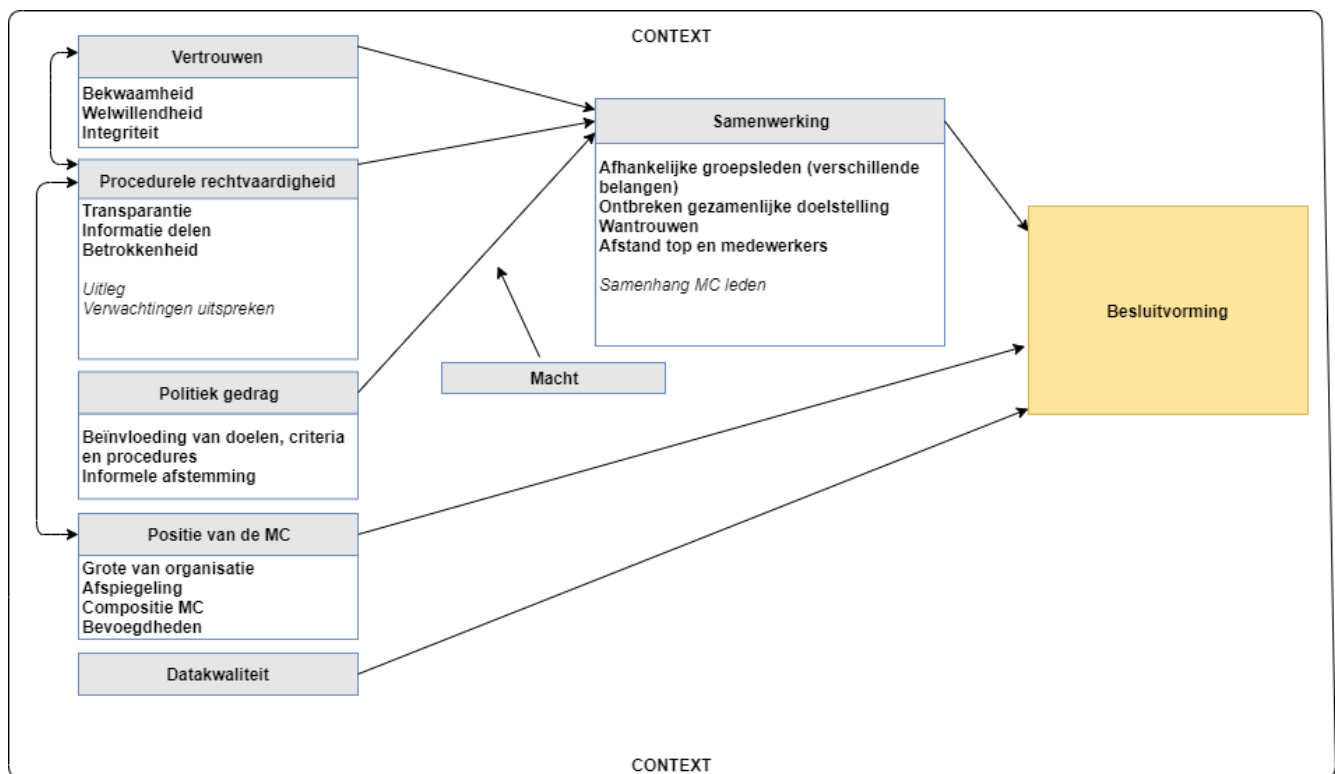 CONTEXT
Vertrouwen
Bekwaamheid
Welwillendheid
Integriteit
Procedurele rechtvaardigheid
Transparantie
Informatie delen
Betrokkenheid
Uitleg
Verwachtingen uitspreken
Politiek gedrag
Beïnvloeding van doelen, criteria
en procedures
Informele afstemming
Positie van de MC
Grote van organisatie
Afspiegeling
Compositie MC
Bevoegdheden
Datakwaliteit
Macht
Samenwerking
Afhankelijke groepsleden (verschillende
belangen)
Ontbreken gezamenlijke doelstelling
Wantrouwen
Afstand top en medewerkers
Samenhang MC leden
Besluitvorming
CONTEXT